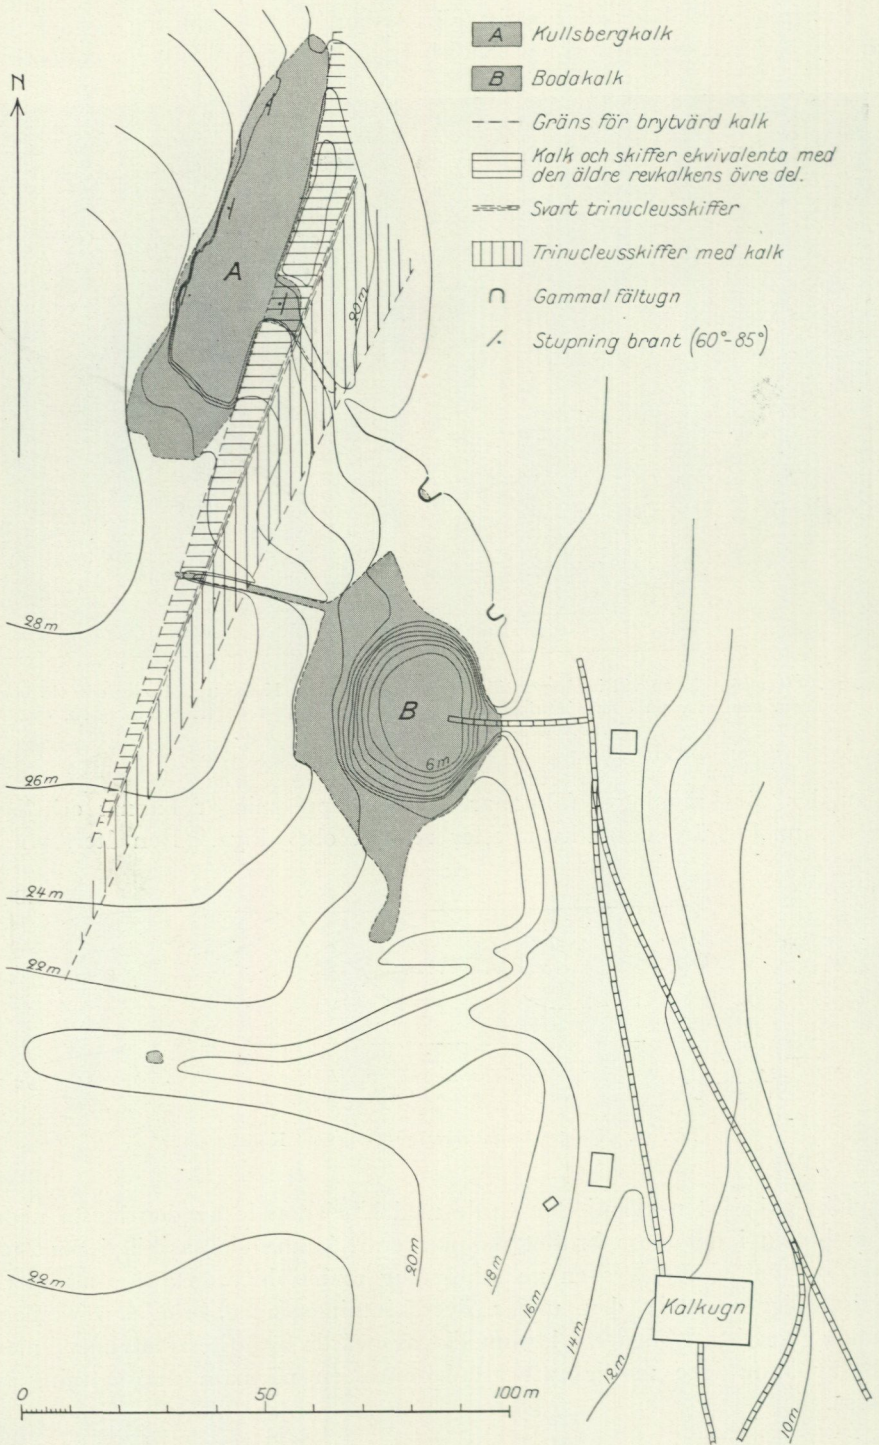 N
A Kullsbergkalk
B Bodakalk
Gräns för brytvärd kalk
Kalk och skiffer ekvivalenta med
den äldre revkalkens övre del.
Svart trinucleusskiffer
Trinucleusskiffer med kalk
Gammal fältugn
Stupning brant (60°-85°)
A
20m
28m
B
6m
26m
24m
22m
20m
18m
22m
16m
Kalkugn
14m
12m
10m
0 50 100m